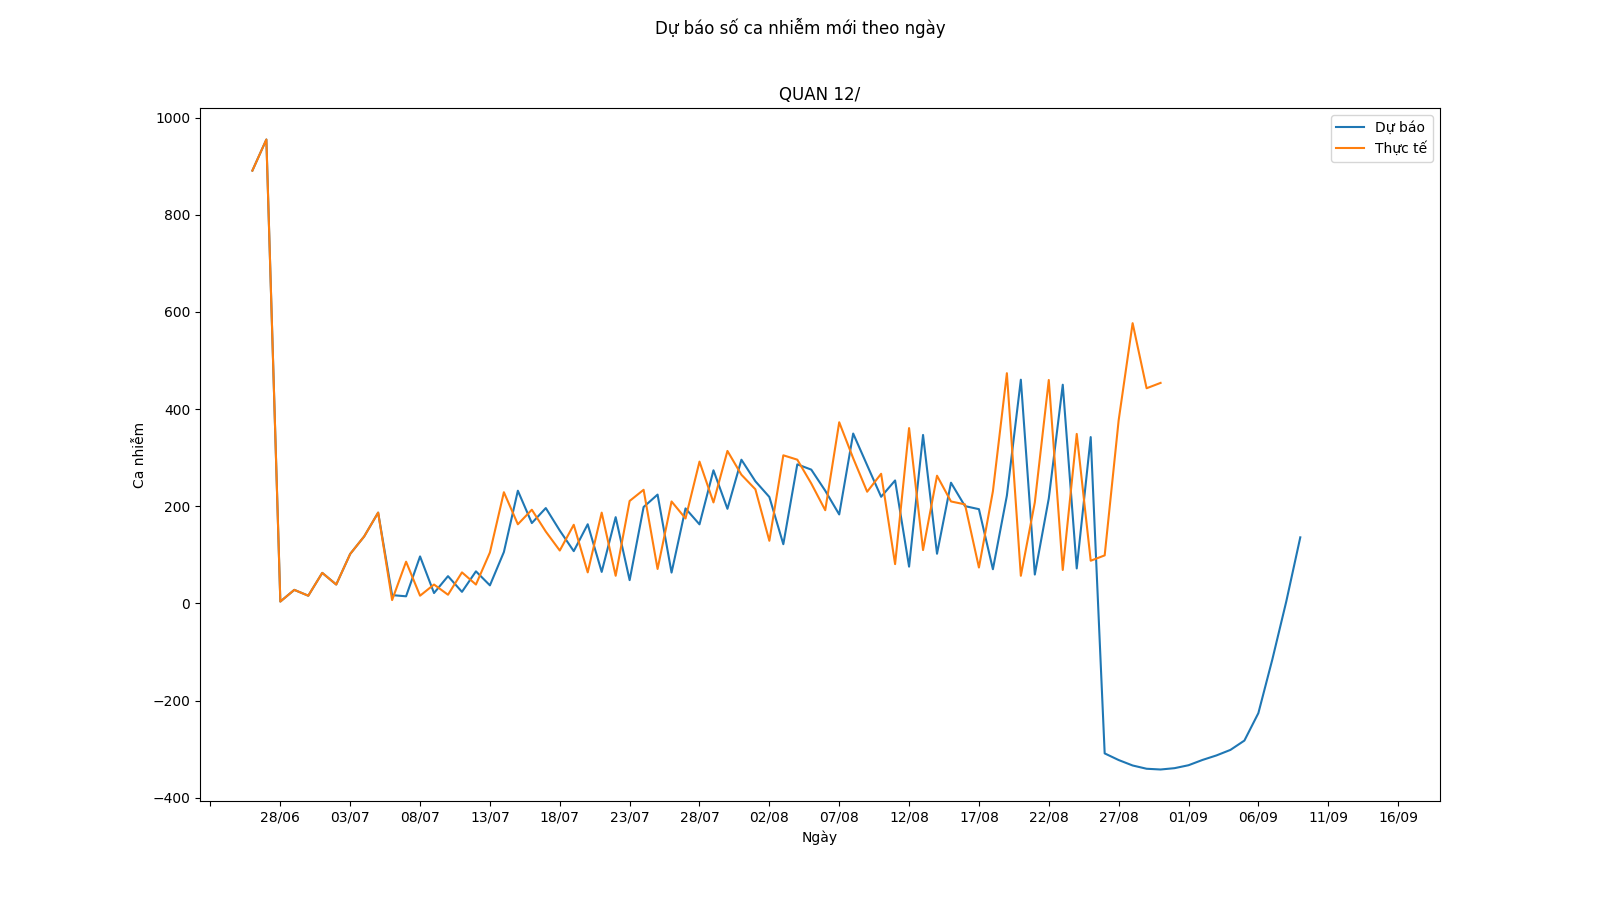 Dự báo số ca nhiễm mới theo ngày
QUAN 12/
Dự báo
Thực tế
1000
800
600
400
200
0
−200
−400
Ca nhiễm
28/06 03/07 08/07 13/07 18/07 23/07 28/07 02/08 07/08 12/08 17/08 22/08 27/08 01/09 06/09 11/09 16/09
Ngày